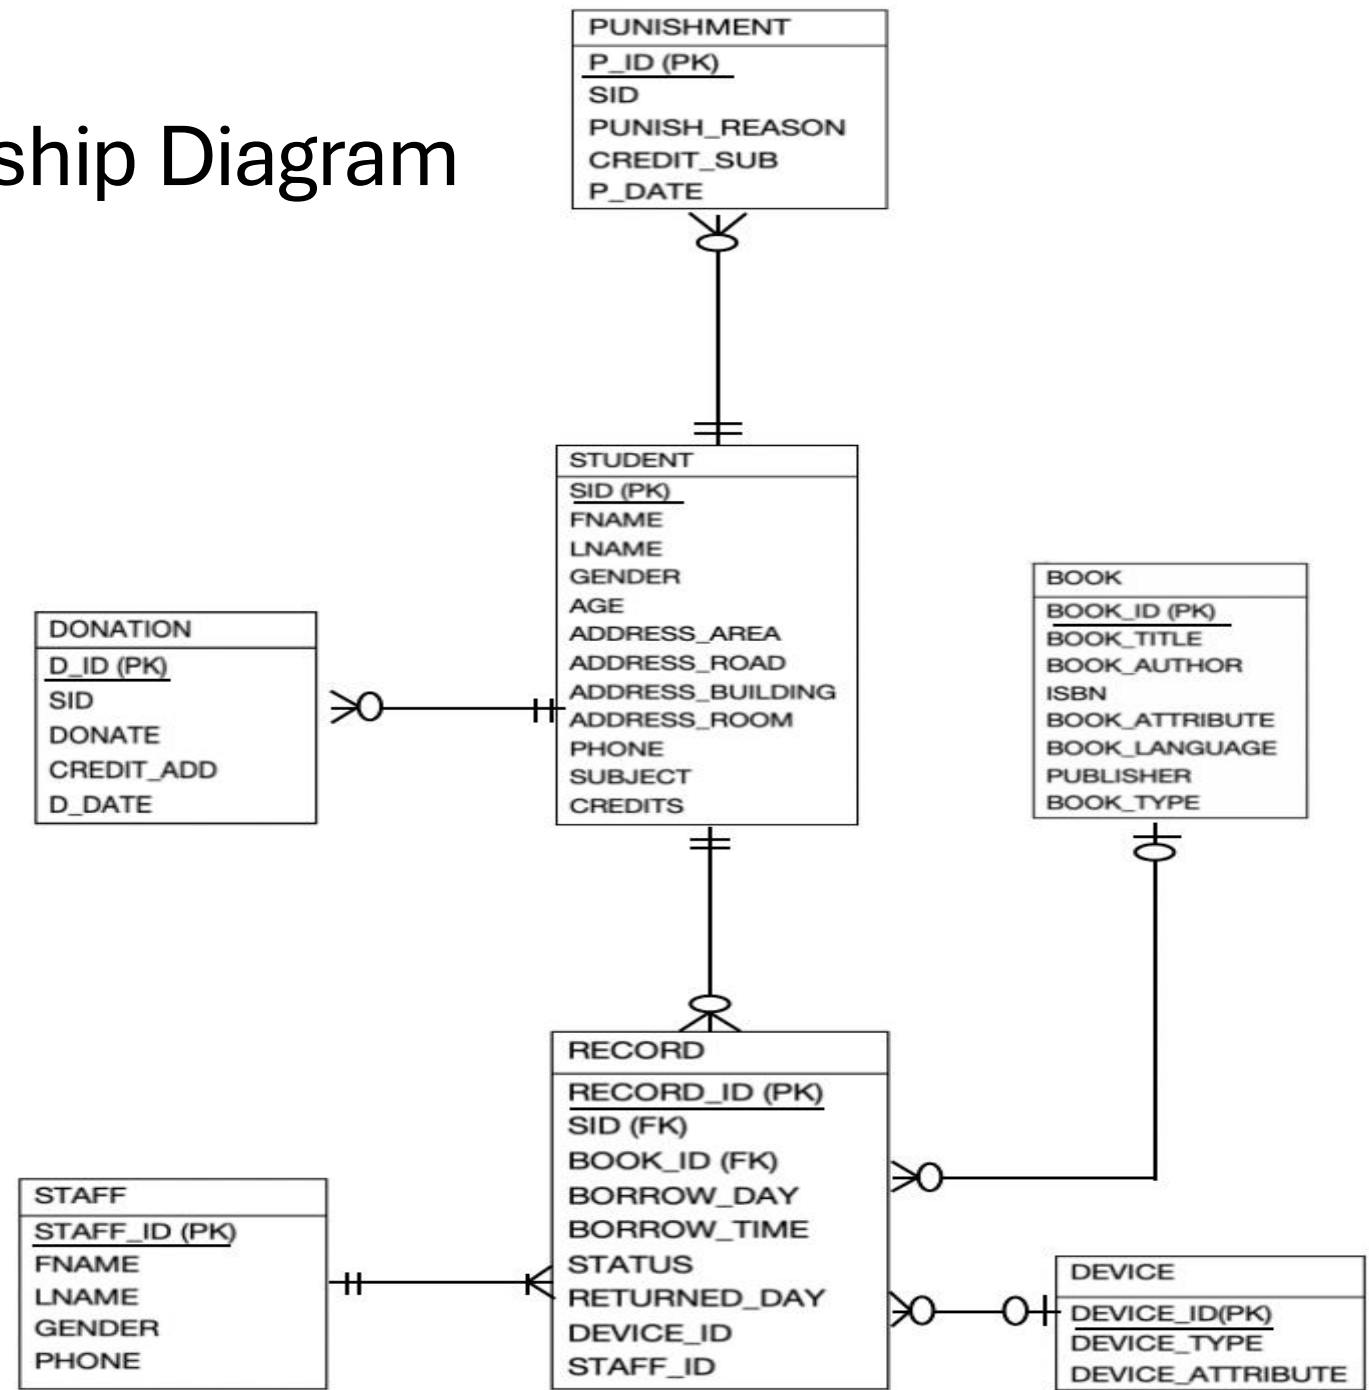 ship Diagram
PUNISHMENT
P_ID (PK)
SID
PUNISH_REASON
CREDIT_SUB
P_DATE
STUDENT
SID (PK)
FNAME
LNAME
GENDER
AGE
ADDRESS_AREA
ADDRESS_ROAD
ADDRESS_BUILDING
ADDRESS_ROOM
PHONE
SUBJECT
CREDITS
DONATION
D_ID (PK)
SID
DONATE
CREDIT_ADD
D_DATE
BOOK
BOOK_ID (PK)
BOOK_TITLE
BOOK_AUTHOR
ISBN
BOOK_ATTRIBUTE
BOOK_LANGUAGE
PUBLISHER
BOOK_TYPE
RECORD
RECORD_ID (PK)
SID (FK)
BOOK_ID (FK)
BORROW_DAY
BORROW_TIME
STATUS
RETURNED_DAY
DEVICE_ID
STAFF_ID
STAFF
STAFF_ID (PK)
FNAME
LNAME
GENDER
PHONE
DEVICE
DEVICE_ID(PK)
DEVICE_TYPE
DEVICE_ATTRIBUTE